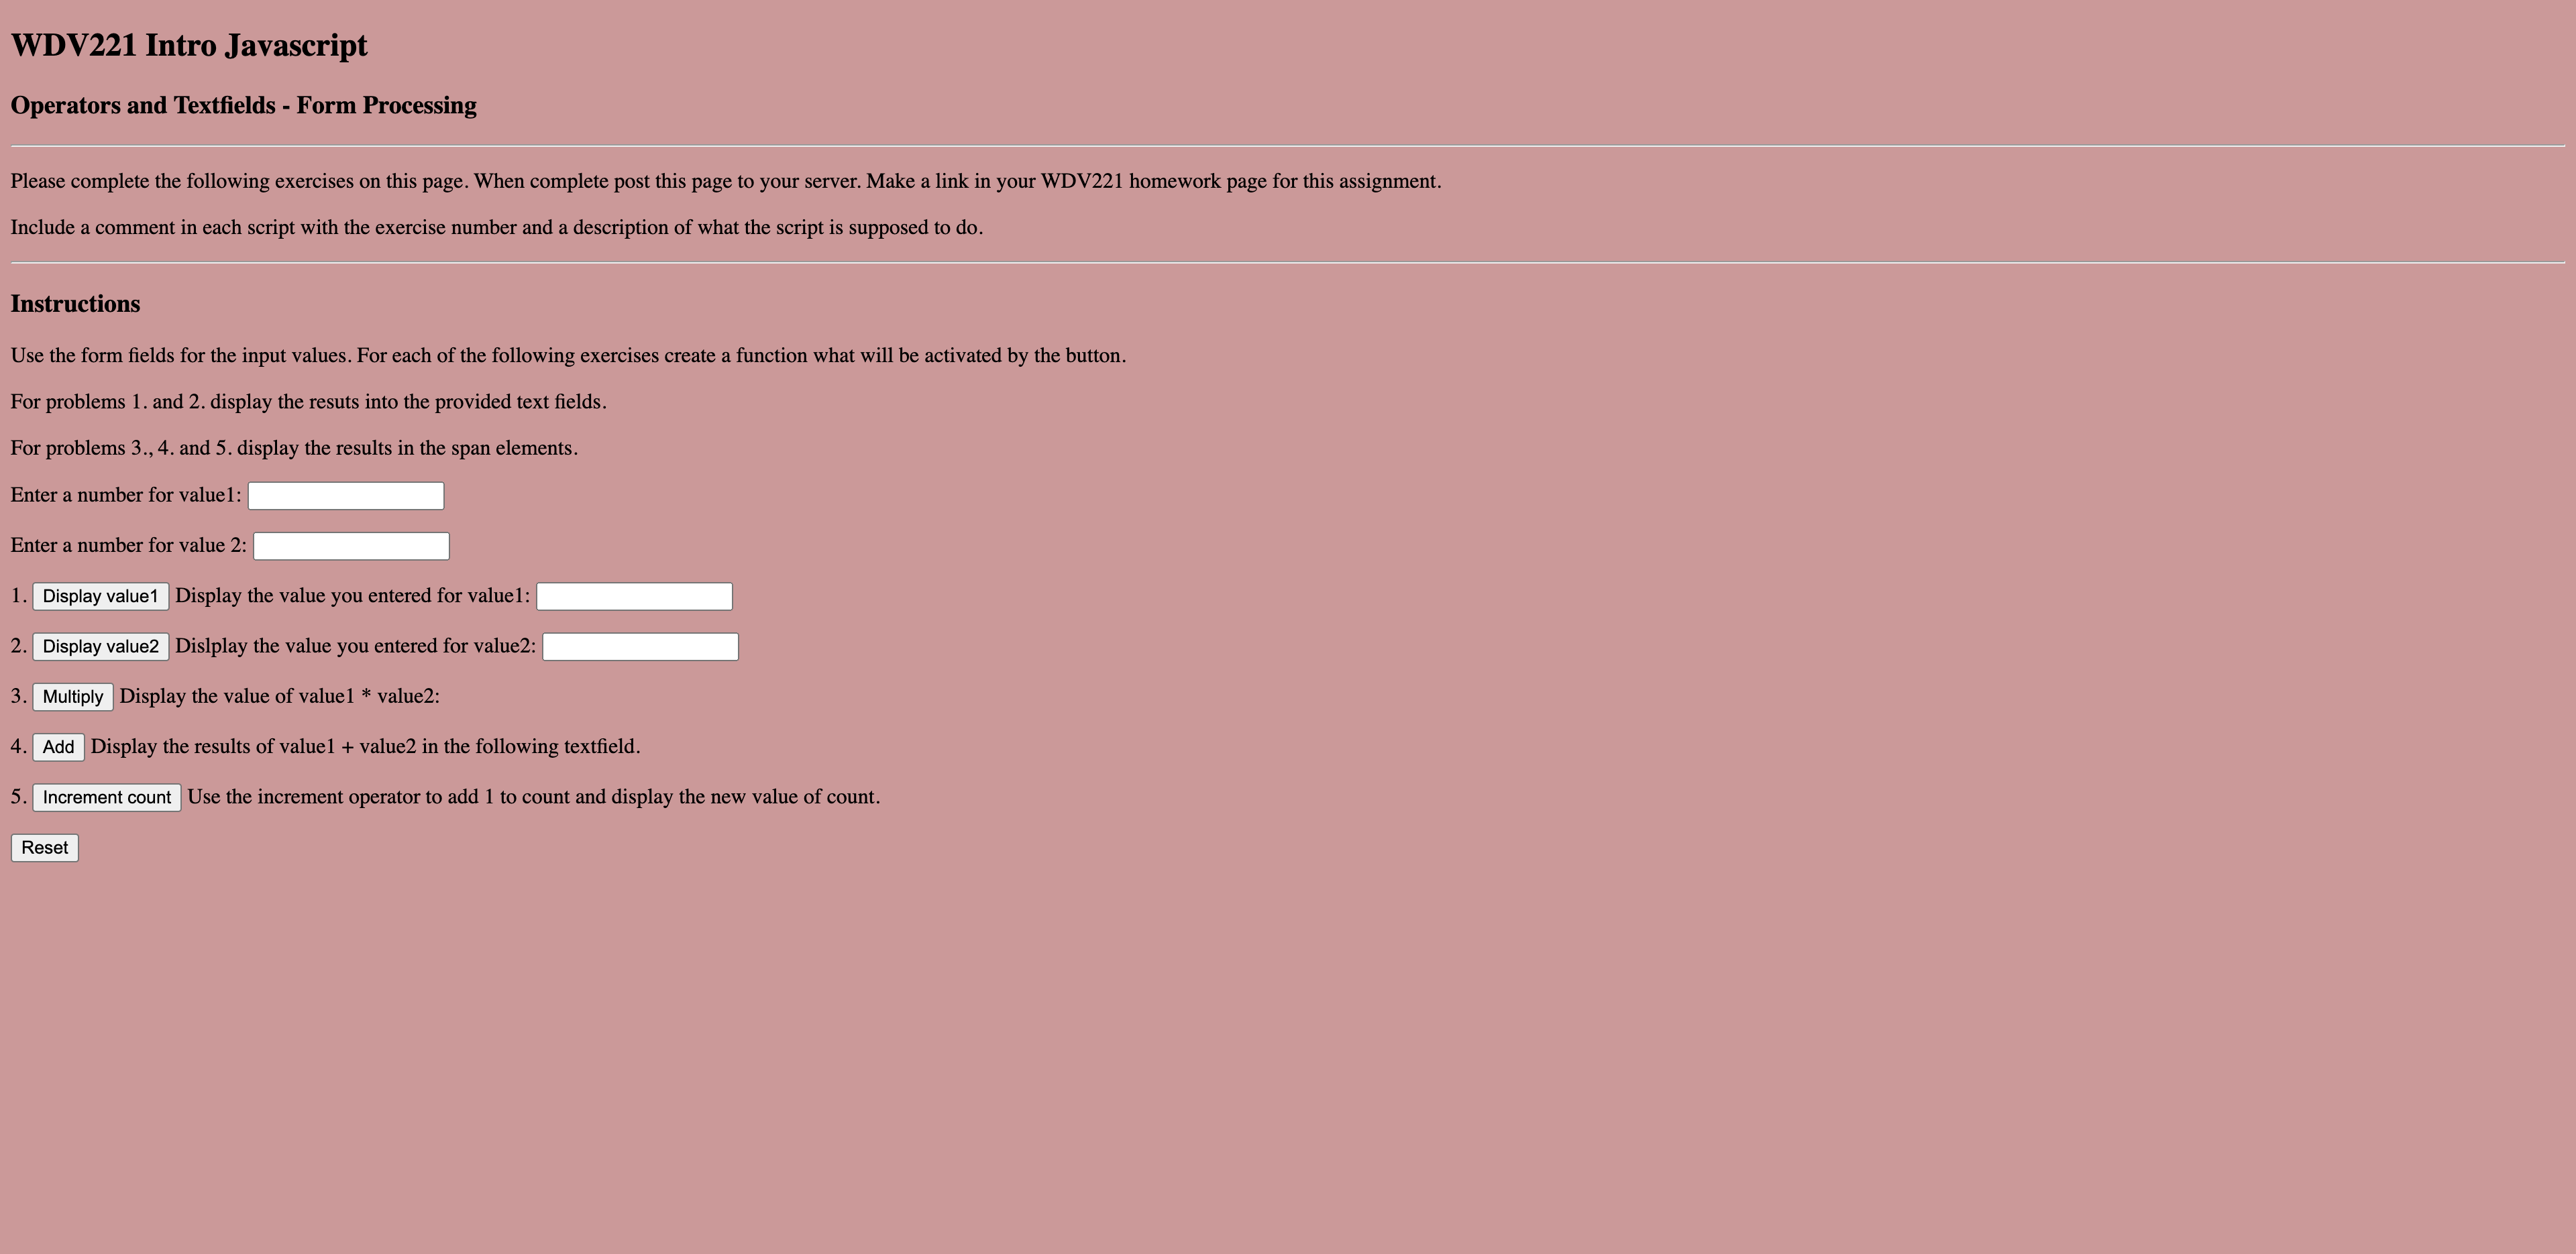 WDV221 Intro Javascript
Operators and Textfields - Form Processing
Please complete the following exercises on this page. When complete post this page to your server. Make a link in your WDV221 homework page for this assignment.
Include a comment in each script with the exercise number and a description of what the script is supposed to do.
Instructions
Use the form fields for the input values. For each of the following exercises create a function what will be activated by the button.
For problems 1. and 2. display the resuts into the provided text fields.
For problems 3., 4. and 5. display the results in the span elements.
Enter a number for value1:
Enter a number for value 2:
1. Display value1 Display the value you entered for value1:
2. Display value2 Dislplay the value you entered for value2:
3. Multiply Display the value of value1 * value2:
4. Add Display the results of value1 + value2 in the following textfield.
5. Increment count Use the increment operator to add 1 to count and display the new value of count.
Reset